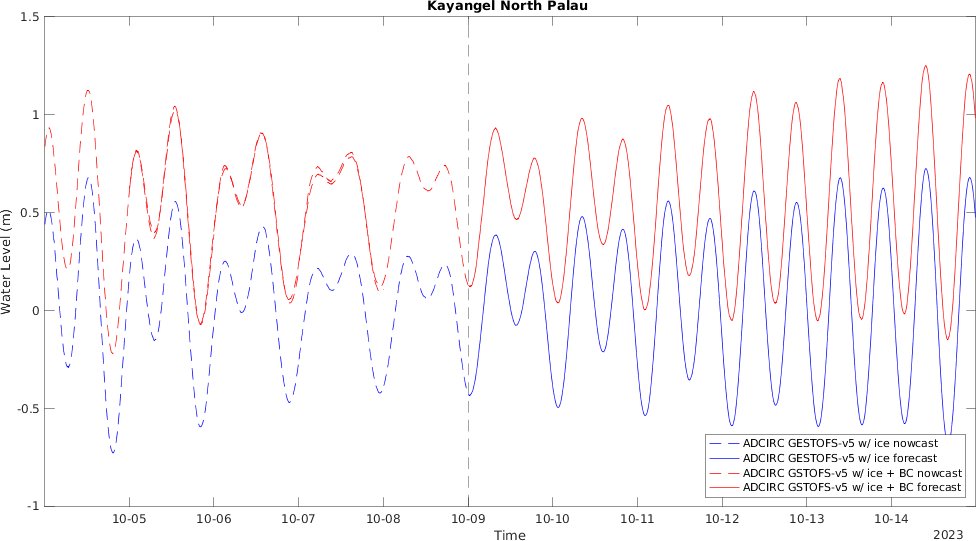 Kayangel North Palau
1.5
1
0.5
0
-0.5
-1
Water Level (m)
10-05 10-06 10-07 10-08 10-09 10-10 10-11 10-12 10-13 10-14
Time
2023
ADCIRC GESTOFS-v5 w/ ice nowcast
ADCIRC GESTOFS-v5 w/ ice forecast
ADCIRC GSTOFS-v5 w/ ice + BC nowcast
ADCIRC GSTOFS-v5 w/ ice + BC forecast